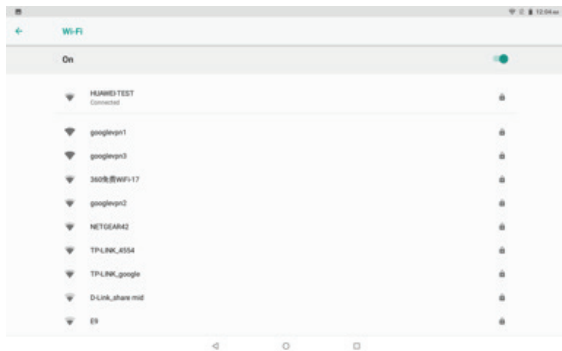 12:04 AM
Wi-Fi
On
HUAWEI-TEST
Connected
googlevpn1
googlevpn3
360免费WiFi-17
googlevpn2
NETGEAR42
TP-LINK_4554
TP-LINK_google
D-Link_share mid
E9